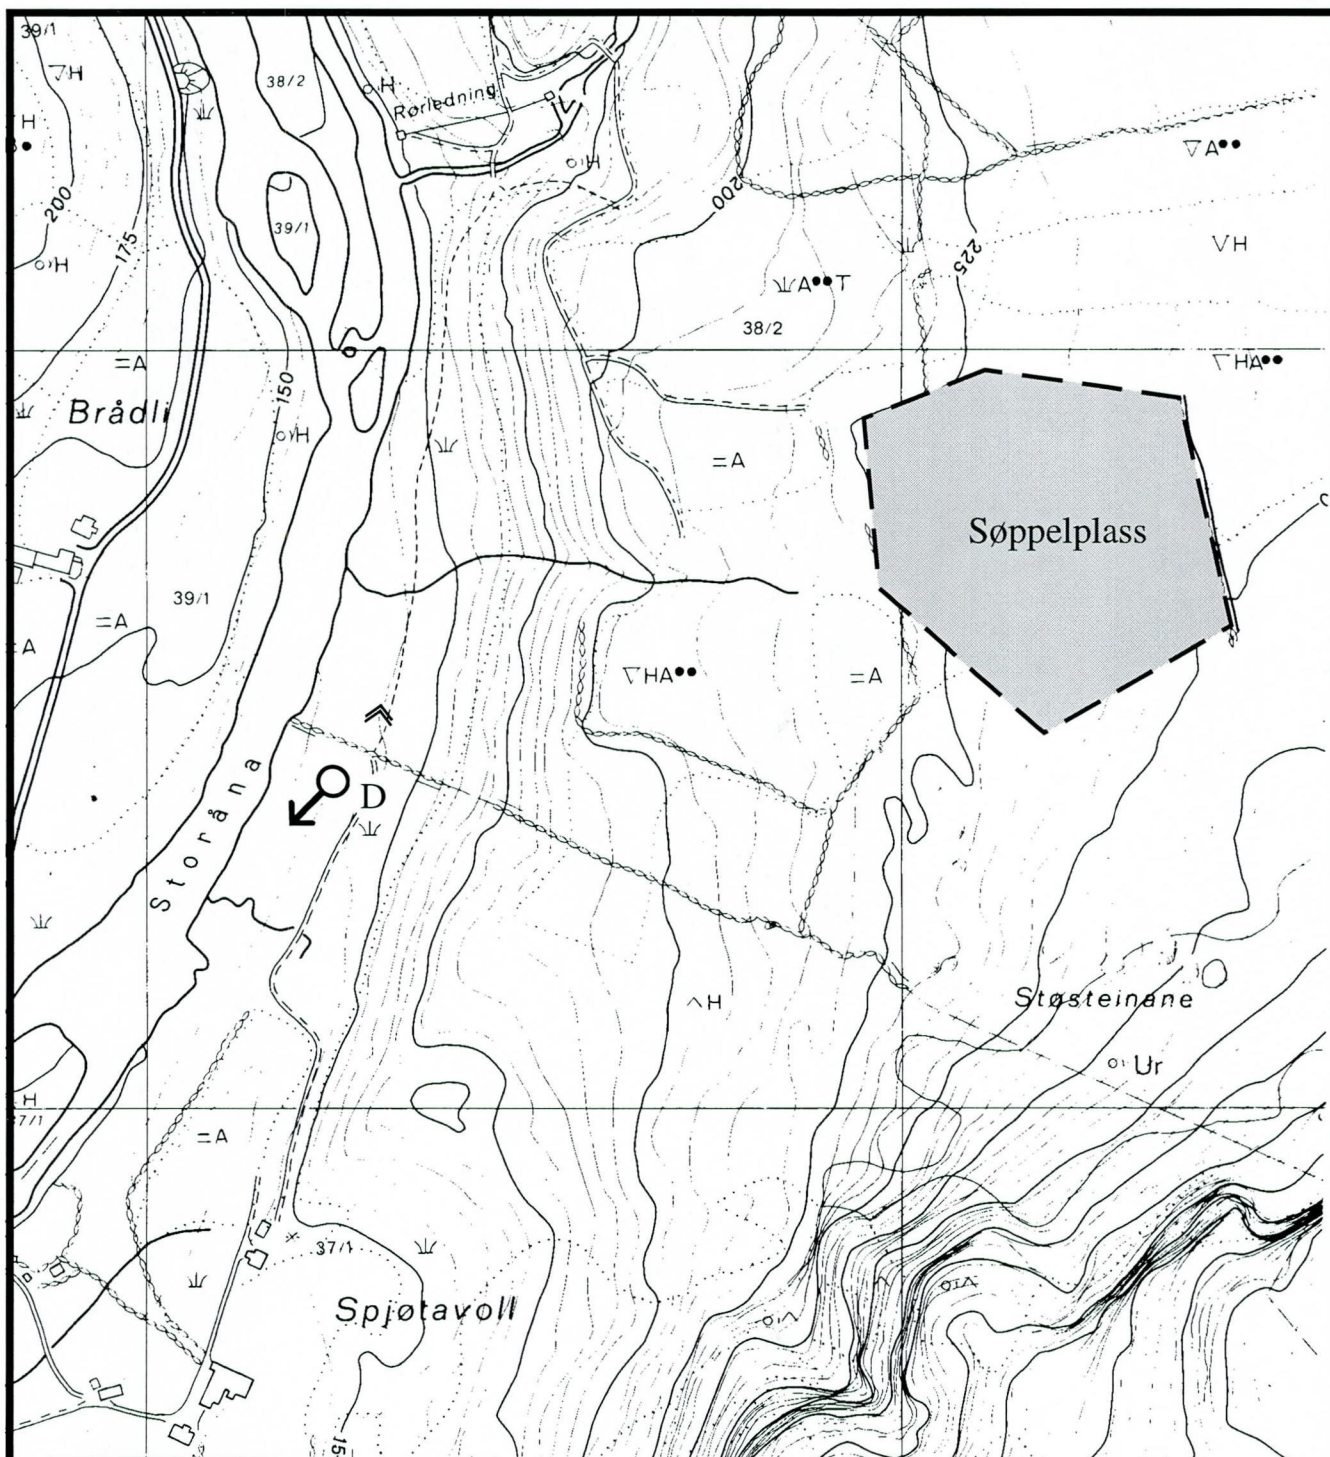 39/1
H
38/2
H
Rørledning
H
H
A
200
175
39/1
200
VH
H
225
A T
38/2
HA
A
Brådli
150
H
A
Søppelplass
39/1
A
A
HA
A
Storåna
D
H
Støsteinane
Ur
H
37/1
A
37/1
Spjøtavoll